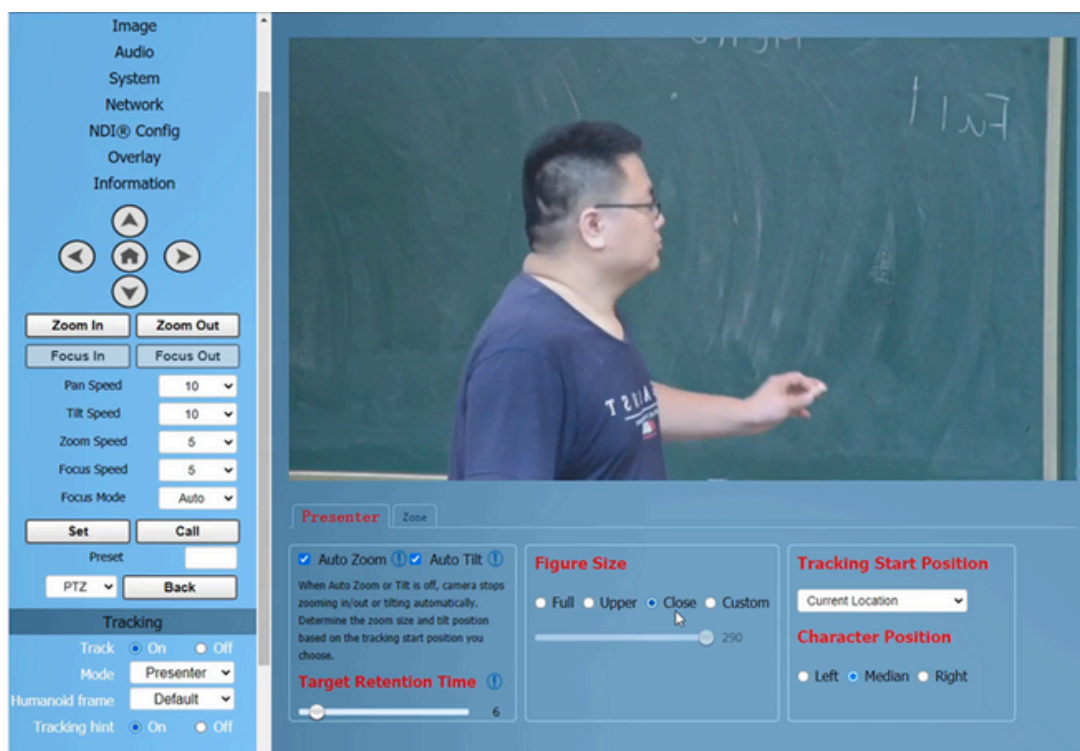 Image
Audio
System
Network
NDI® Config
Overlay
Information
Zoom In Zoom Out
Focus In Focus Out
Pan Speed 10
Tilt Speed 10
Zoom Speed 5
Focus Speed 5
Focus Mode Auto
Set Call
Preset
PTZ Back
Tracking
Track On Off
Mode Presenter
Humanoid frame Default
Tracking hint On Off
Full
Presenter Zone
Auto Zoom Auto Tilt
When Auto Zoom or Tilt is off, camera stops
zooming in/out or tilting automatically.
Determine the zoom size and tilt position
based on the tracking start position you
choose.
Target Retention Time
6
Figure Size
Full Upper Close Custom
290
Tracking Start Position
Current Location
Character Position
Left Median Right